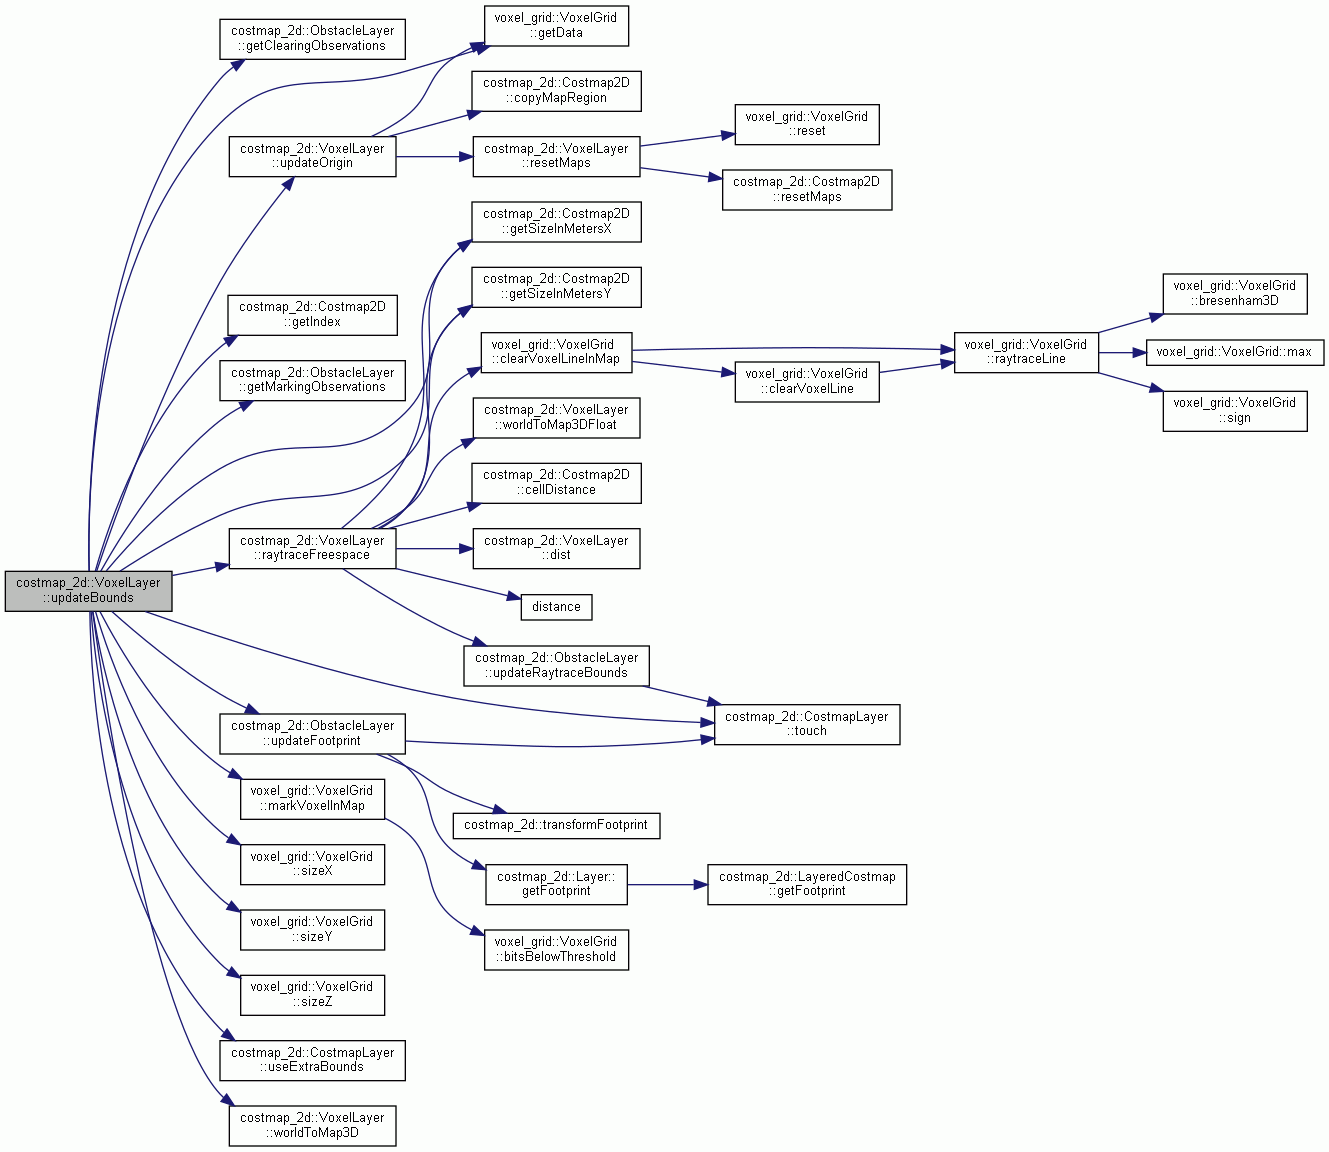 costmap_2d::VoxelLayer
::updateBounds
costmap_2d::ObstacleLayer
::getClearingObservations
voxel_grid::VoxelGrid
::getData
costmap_2d::VoxelLayer
::updateOrigin
costmap_2d::Costmap2D
::copyMapRegion
costmap_2d::VoxelLayer
::resetMaps
voxel_grid::VoxelGrid
::reset
costmap_2d::Costmap2D
::resetMaps
costmap_2d::Costmap2D
::getSizeInMetersX
costmap_2d::Costmap2D
::getSizeInMetersY
costmap_2d::Costmap2D
::getIndex
costmap_2d::ObstacleLayer
::getMarkingObservations
voxel_grid::VoxelGrid
::clearVoxelLineInMap
voxel_grid::VoxelGrid
::clearVoxelLine
voxel_grid::VoxelGrid
::raytraceLine
voxel_grid::VoxelGrid
::bresenham3D
voxel_grid::VoxelGrid::max
voxel_grid::VoxelGrid
::sign
costmap_2d::VoxelLayer
::worldToMap3DFloat
costmap_2d::Costmap2D
::cellDistance
costmap_2d::VoxelLayer
::raytraceFreespace
costmap_2d::VoxelLayer
::dist
distance
costmap_2d::ObstacleLayer
::updateRaytraceBounds
costmap_2d::CostmapLayer
::touch
costmap_2d::ObstacleLayer
::updateFootprint
costmap_2d::transformFootprint
costmap_2d::Layer::
getFootprint
costmap_2d::LayeredCostmap
::getFootprint
voxel_grid::VoxelGrid
::markVoxelInMap
voxel_grid::VoxelGrid
::bitsBelowThreshold
voxel_grid::VoxelGrid
::sizeX
voxel_grid::VoxelGrid
::sizeY
voxel_grid::VoxelGrid
::sizeZ
costmap_2d::CostmapLayer
::useExtraBounds
costmap_2d::VoxelLayer
::worldToMap3D